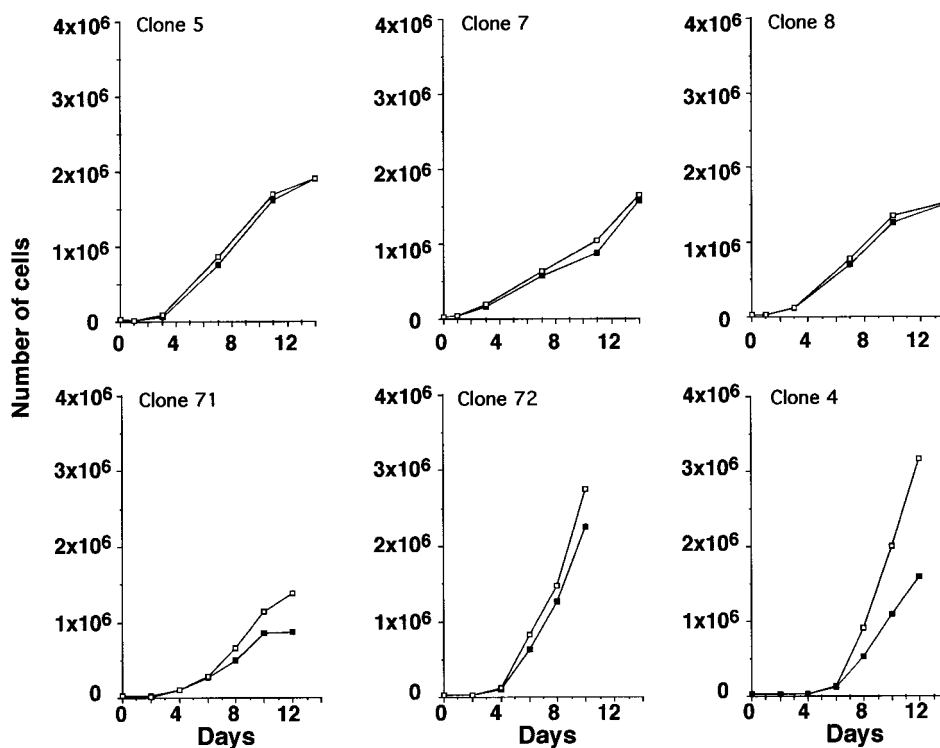 Number of cells
Clone 5
4x10⁶
3x10⁶
2x10⁶
1x10⁶
0
0 4 8 12
Clone 7
4x10⁶
3x10⁶
2x10⁶
1x10⁶
0
0 4 8 12
Clone 8
4x10⁶
3x10⁶
2x10⁶
1x10⁶
0
0 4 8 12
Clone 71
4x10⁶
3x10⁶
2x10⁶
1x10⁶
0
0 4 8 12
Days
Clone 72
4x10⁶
3x10⁶
2x10⁶
1x10⁶
0
0 4 8 12
Days
Clone 4
4x10⁶
3x10⁶
2x10⁶
1x10⁶
0
0 4 8 12
Days